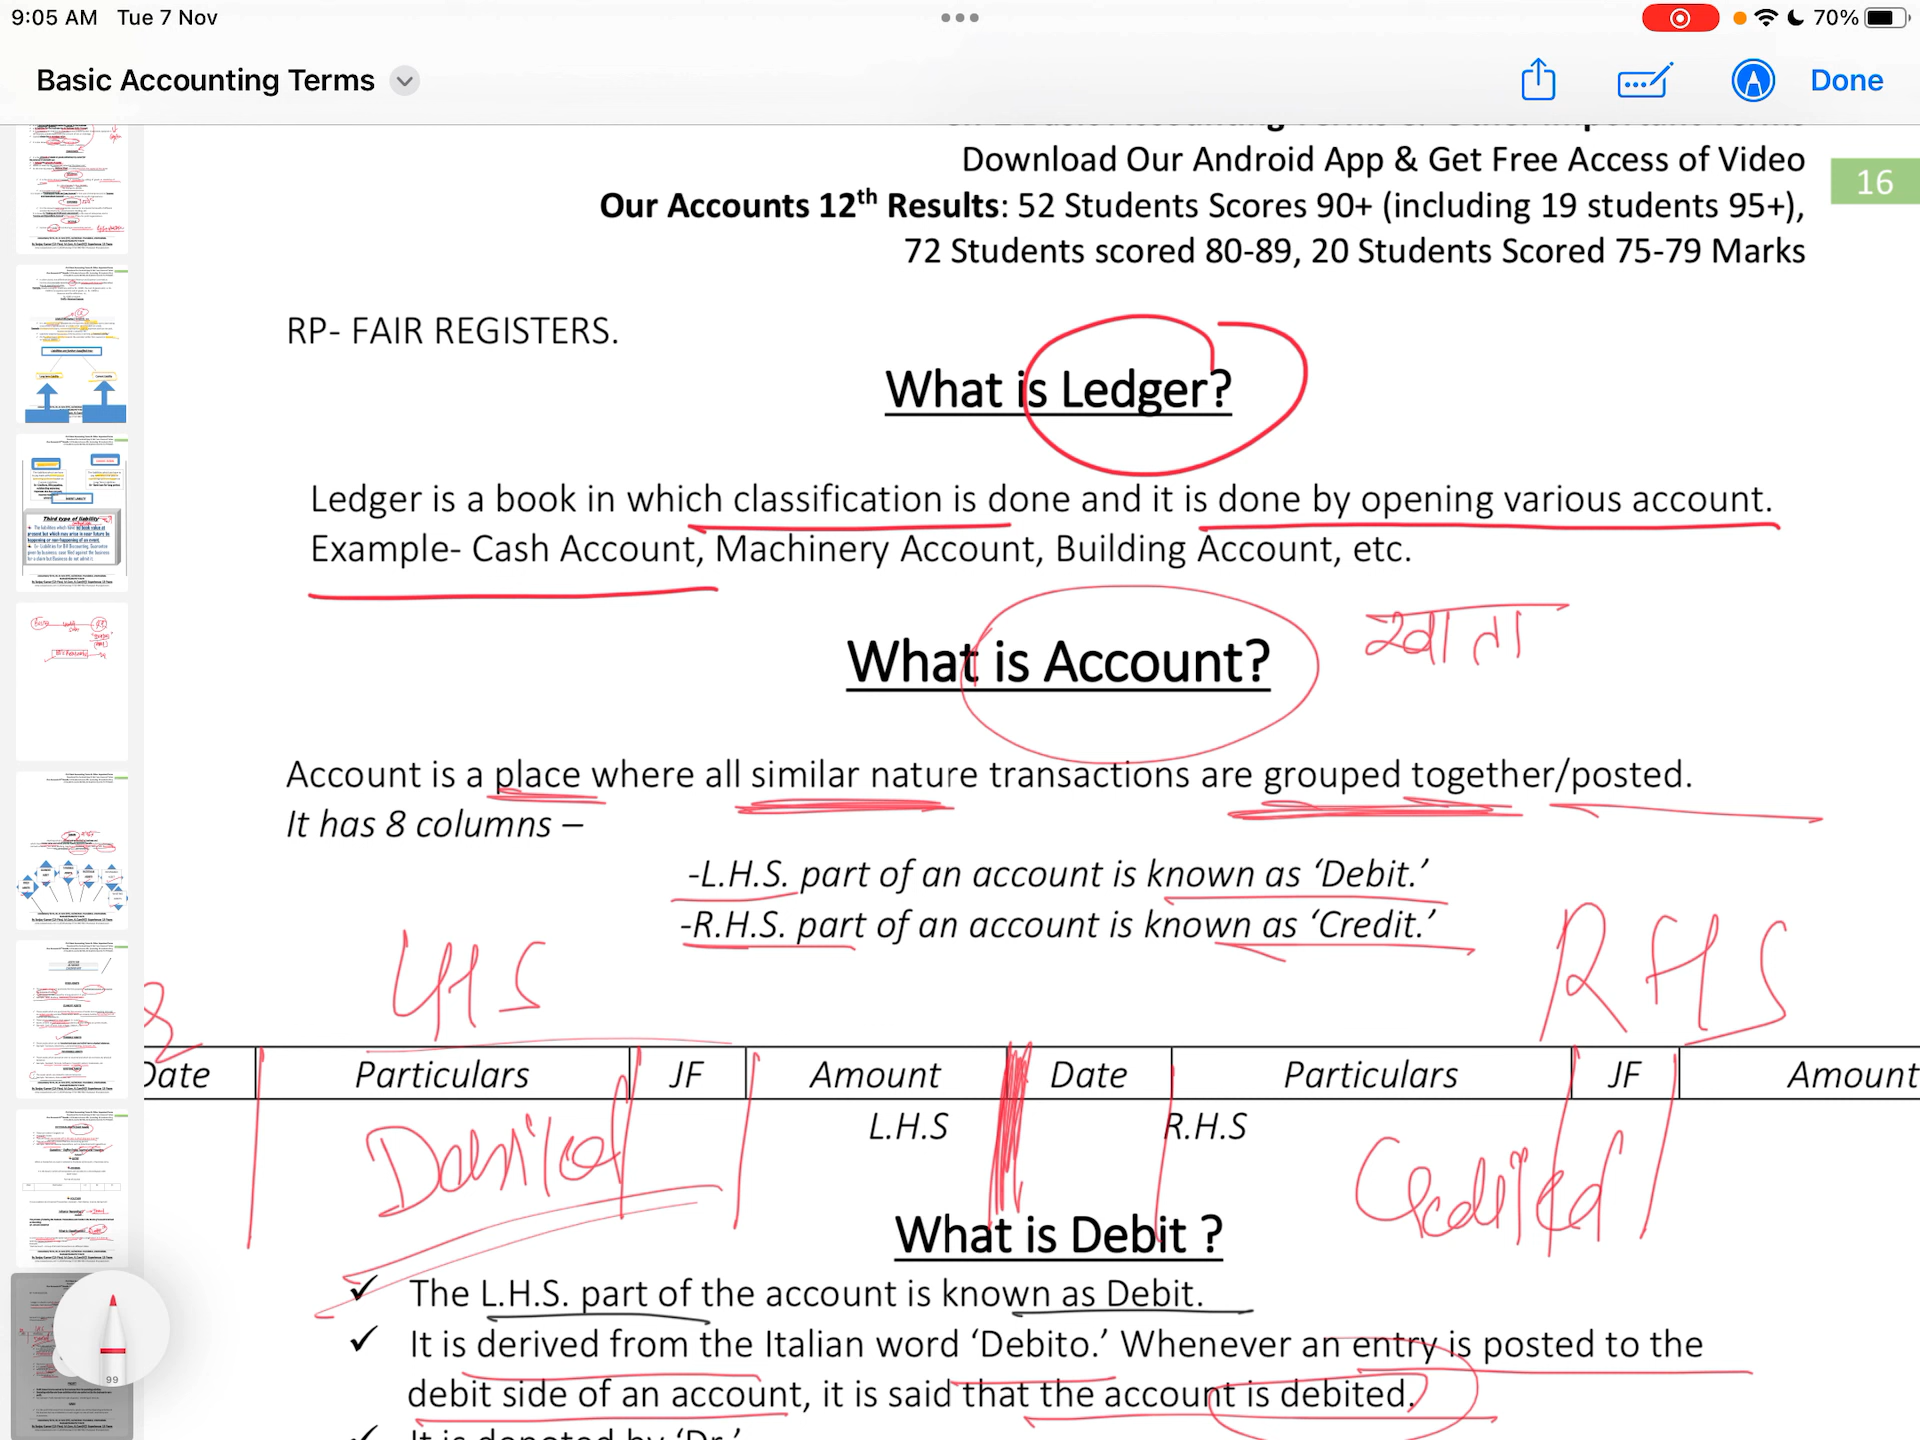 9:05 AM Tue 7 Nov
70%
Basic Accounting Terms
Done
Download Our Android App & Get Free Access of Video
16
Our Accounts 12th Results: 52 Students Scores 90+ (including 19 students 95+),
72 Students scored 80-89, 20 Students Scored 75-79 Marks
RP- FAIR REGISTERS.
What is Ledger?
Ledger is a book in which classification is done and it is done by opening various account.
Example- Cash Account, Machinery Account, Building Account, etc.
What is Account?
खाता
Account is a place where all similar nature transactions are grouped together/posted.
It has 8 columns –
-L.H.S. part of an account is known as ‘Debit.’
-R.H.S. part of an account is known as ‘Credit.’
LHS
RHS
Date Particulars JF Amount Date Particulars JF Amount
L.H.S R.H.S
Debited
Credited
What is Debit ?
✓ The L.H.S. part of the account is known as Debit.
✓ It is derived from the Italian word ‘Debito.’ Whenever an entry is posted to the
debit side of an account, it is said that the account is debited.
✓ It is denoted by ‘Dr.’
99